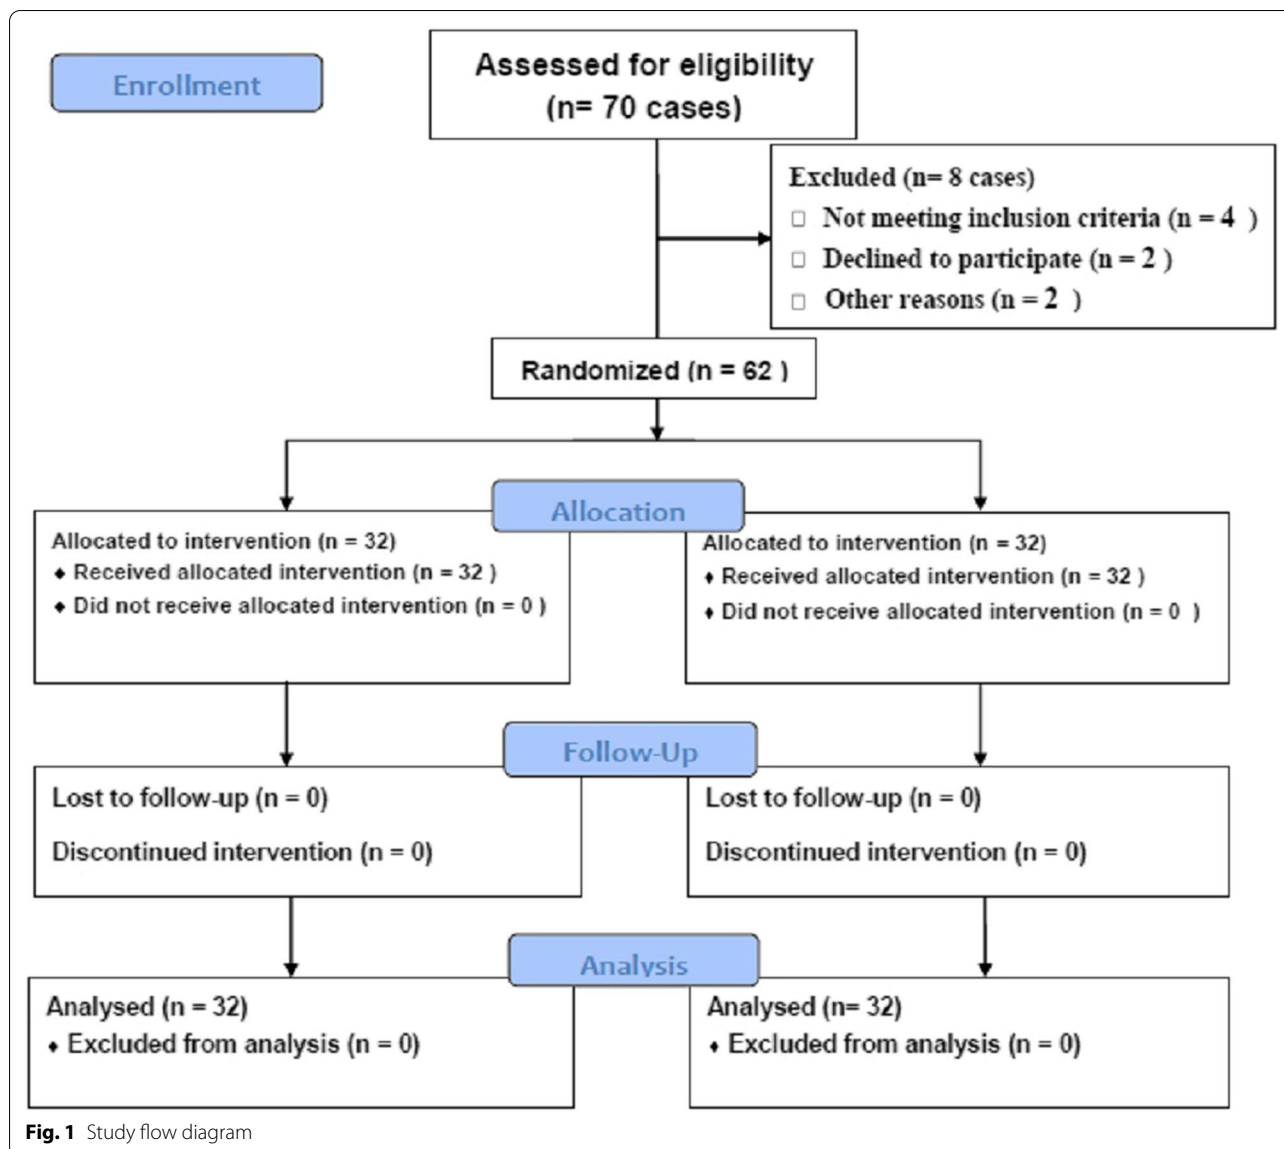 Enrollment
Assessed for eligibility
(n= 70 cases)
Excluded (n= 8 cases)
□ Not meeting inclusion criteria (n = 4 )
□ Declined to participate (n = 2 )
□ Other reasons (n = 2 )
Randomized (n = 62 )
Allocation
Allocated to intervention (n = 32)
♦ Received allocated intervention (n = 32 )
♦ Did not receive allocated intervention (n = 0 )
Allocated to intervention (n = 32)
♦ Received allocated intervention (n = 32 )
♦ Did not receive allocated intervention (n = 0 )
Follow-Up
Lost to follow-up (n = 0)
Discontinued intervention (n = 0)
Lost to follow-up (n = 0)
Discontinued intervention (n = 0)
Analysis
Analysed (n = 32)
♦ Excluded from analysis (n = 0)
Analysed (n= 32)
♦ Excluded from analysis (n = 0)
Fig. 1 Study flow diagram